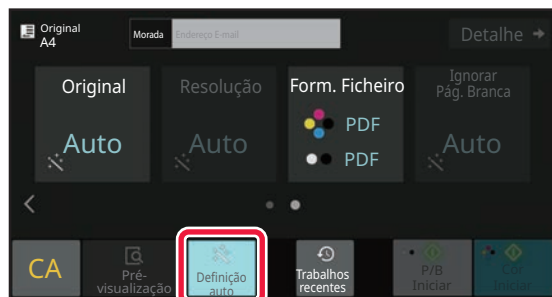 Original
A4
Morada
Endereço E-mail
Detalhe
Original
Auto
Resolução
Auto
Form. Ficheiro
PDF
PDF
Ignorar
Pág. Branca
Auto
CA
Pré-
visualização
Definição
auto
Trabalhos
recentes
P/B
Iniciar
Côr
Iniciar